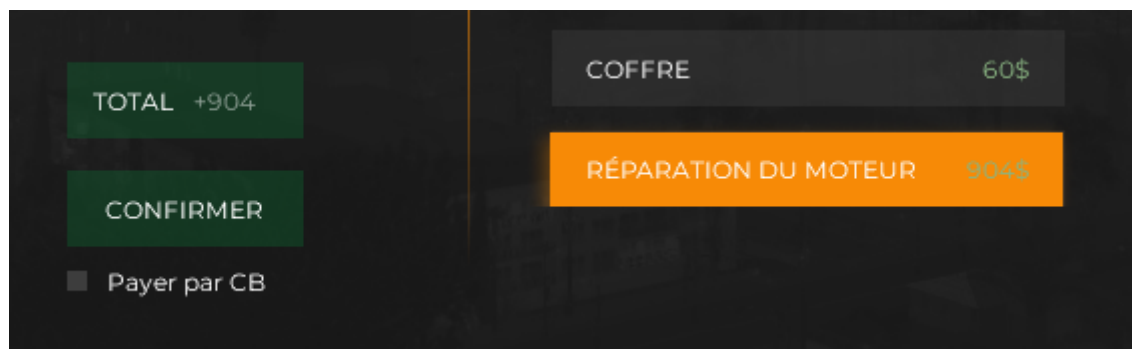 TOTAL +904
CONFIRMER
Payer par CB
COFFRE 60$
RÉPARATION DU MOTEUR 904$